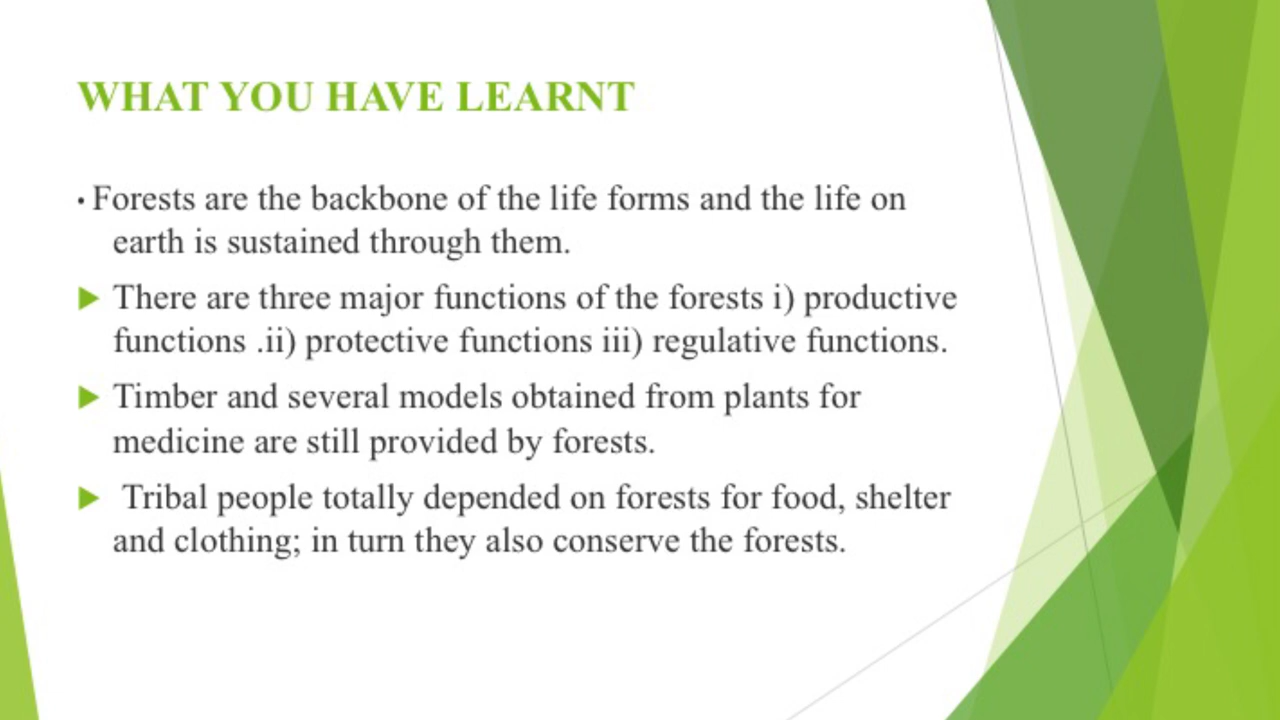 WHAT YOU HAVE LEARNT
• Forests are the backbone of the life forms and the life on
earth is sustained through them.
There are three major functions of the forests i) productive
functions .ii) protective functions iii) regulative functions.
Timber and several models obtained from plants for
medicine are still provided by forests.
Tribal people totally depended on forests for food, shelter
and clothing; in turn they also conserve the forests.